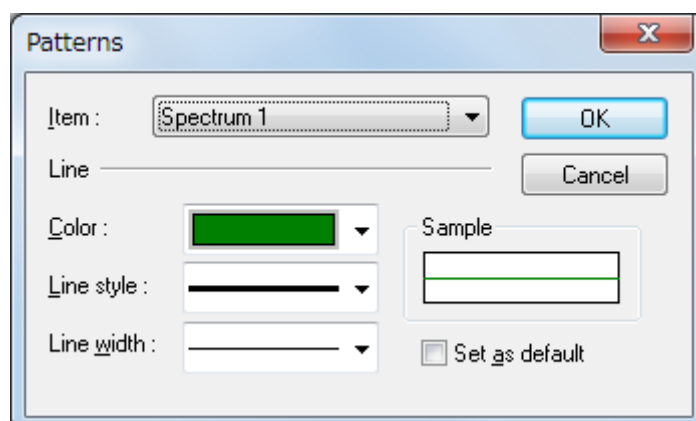 Patterns
Item :
Spectrum 1
OK
Line
Cancel
Color :
Sample
Line style :
Line width :
Set as default